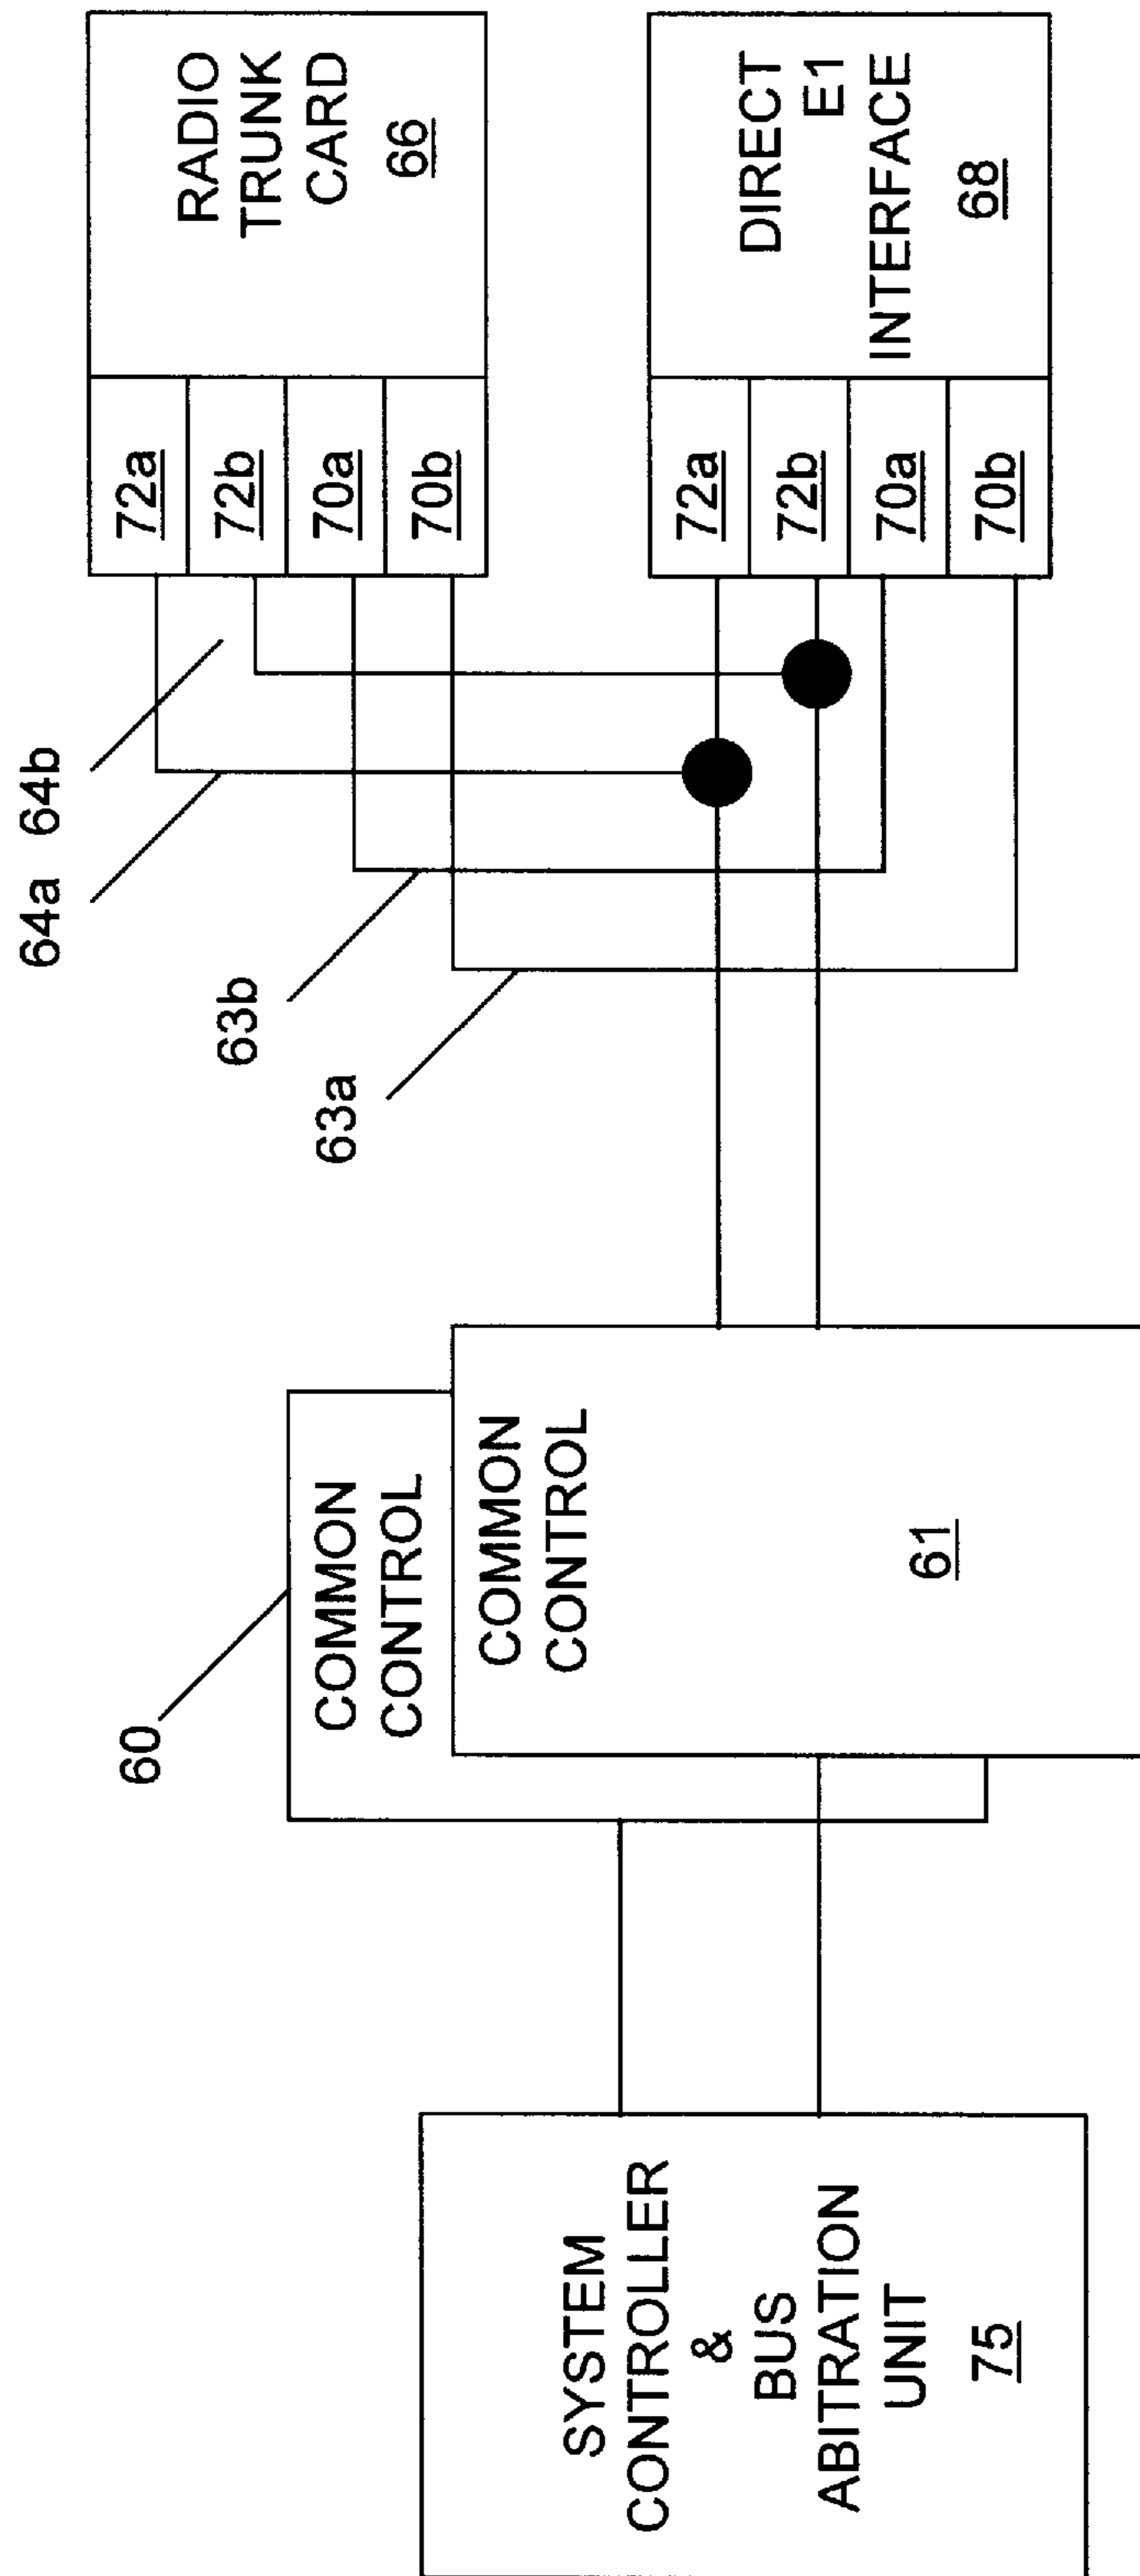 RADIO
TRUNK
CARD
66
72a
72b
70a
70b
DIRECT
E1
INTERFACE
68
72a
72b
70a
70b
64a
64b
63b
63a
60
COMMON
CONTROL
COMMON
CONTROL
61
SYSTEM
CONTROLLER
&
BUS
ABITRATION
UNIT
75